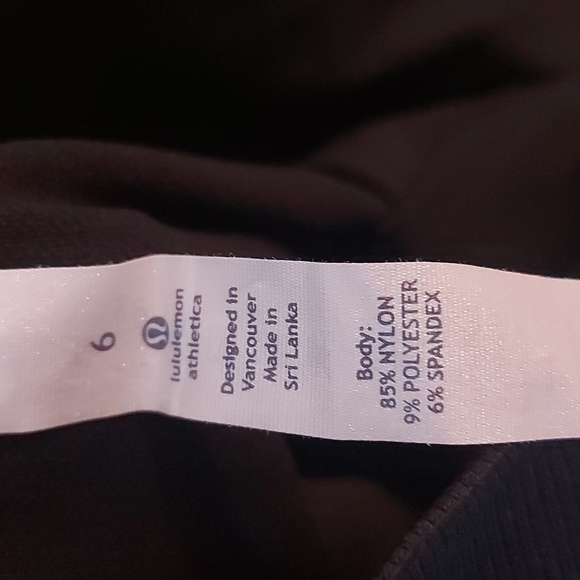 6
lululemon
athletica
Designed in
Vancouver
Made in
Sri Lanka
Body:
85% NYLON
9% POLYESTER
6% SPANDEX